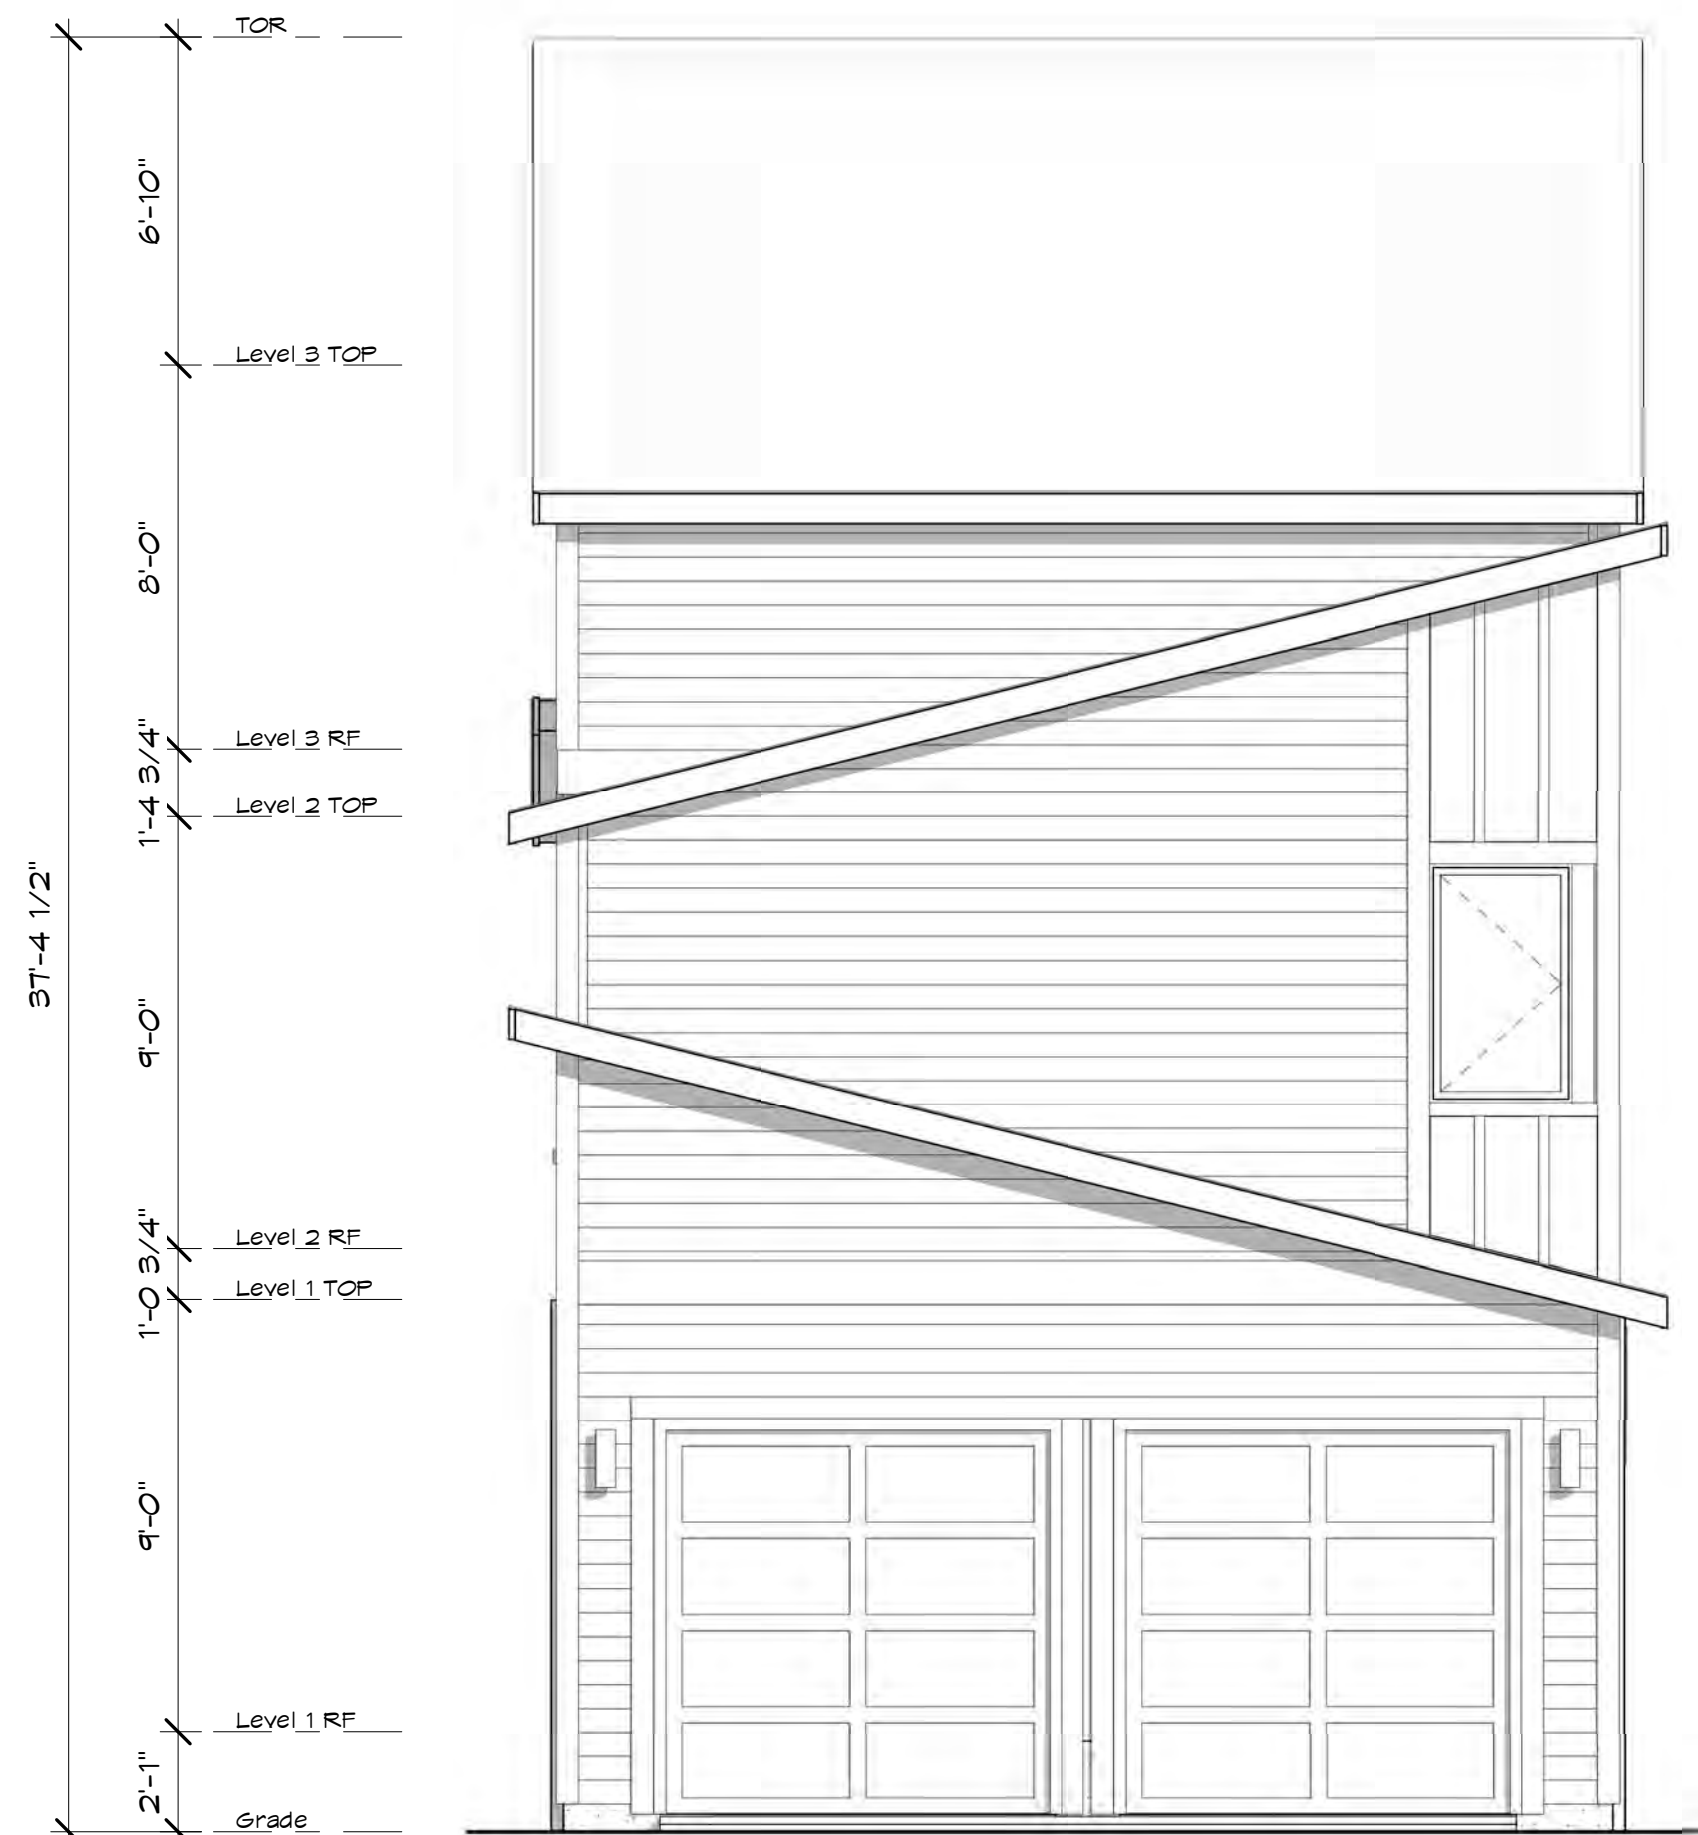 TOR
6'-10"
Level 3 TOP
8'-0"
Level 3 RF
1'-4 3/4"
Level 2 TOP
37'-4 1/2"
9'-0"
Level 2 RF
1'-0 3/4"
Level 1 TOP
9'-0"
Level 1 RF
2'-1"
Grade